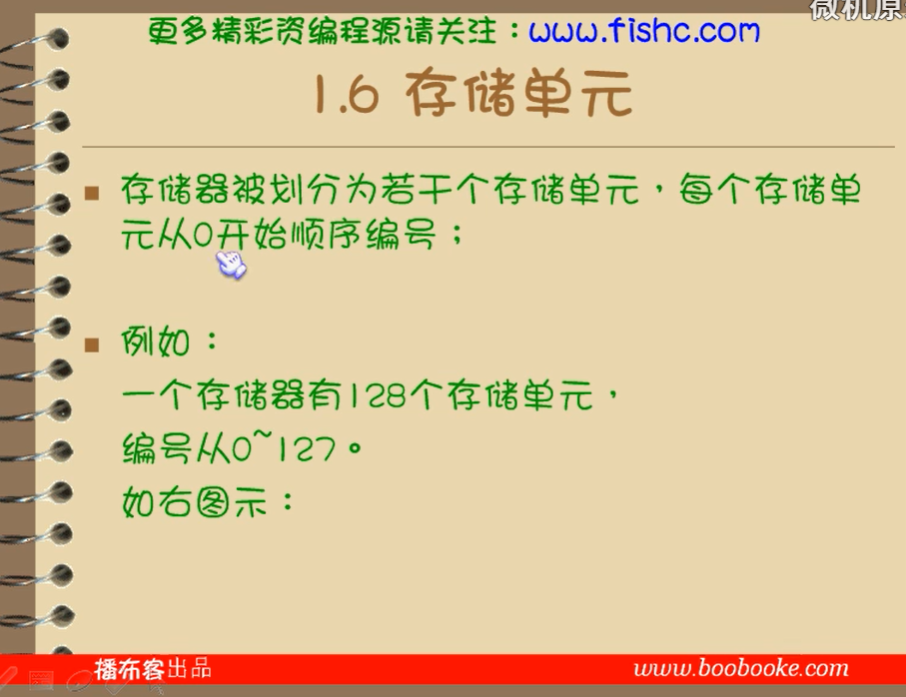 微机原
更多精彩资编程源请关注：www.fishc.com
1.6 存储单元
存储器被划分为若干个存储单元，每个存储单
元从0开始顺序编号；
例如：
一个存储器有128个存储单元，
编号从0~127。
如右图示：
播布客出品
www.boobooke.com